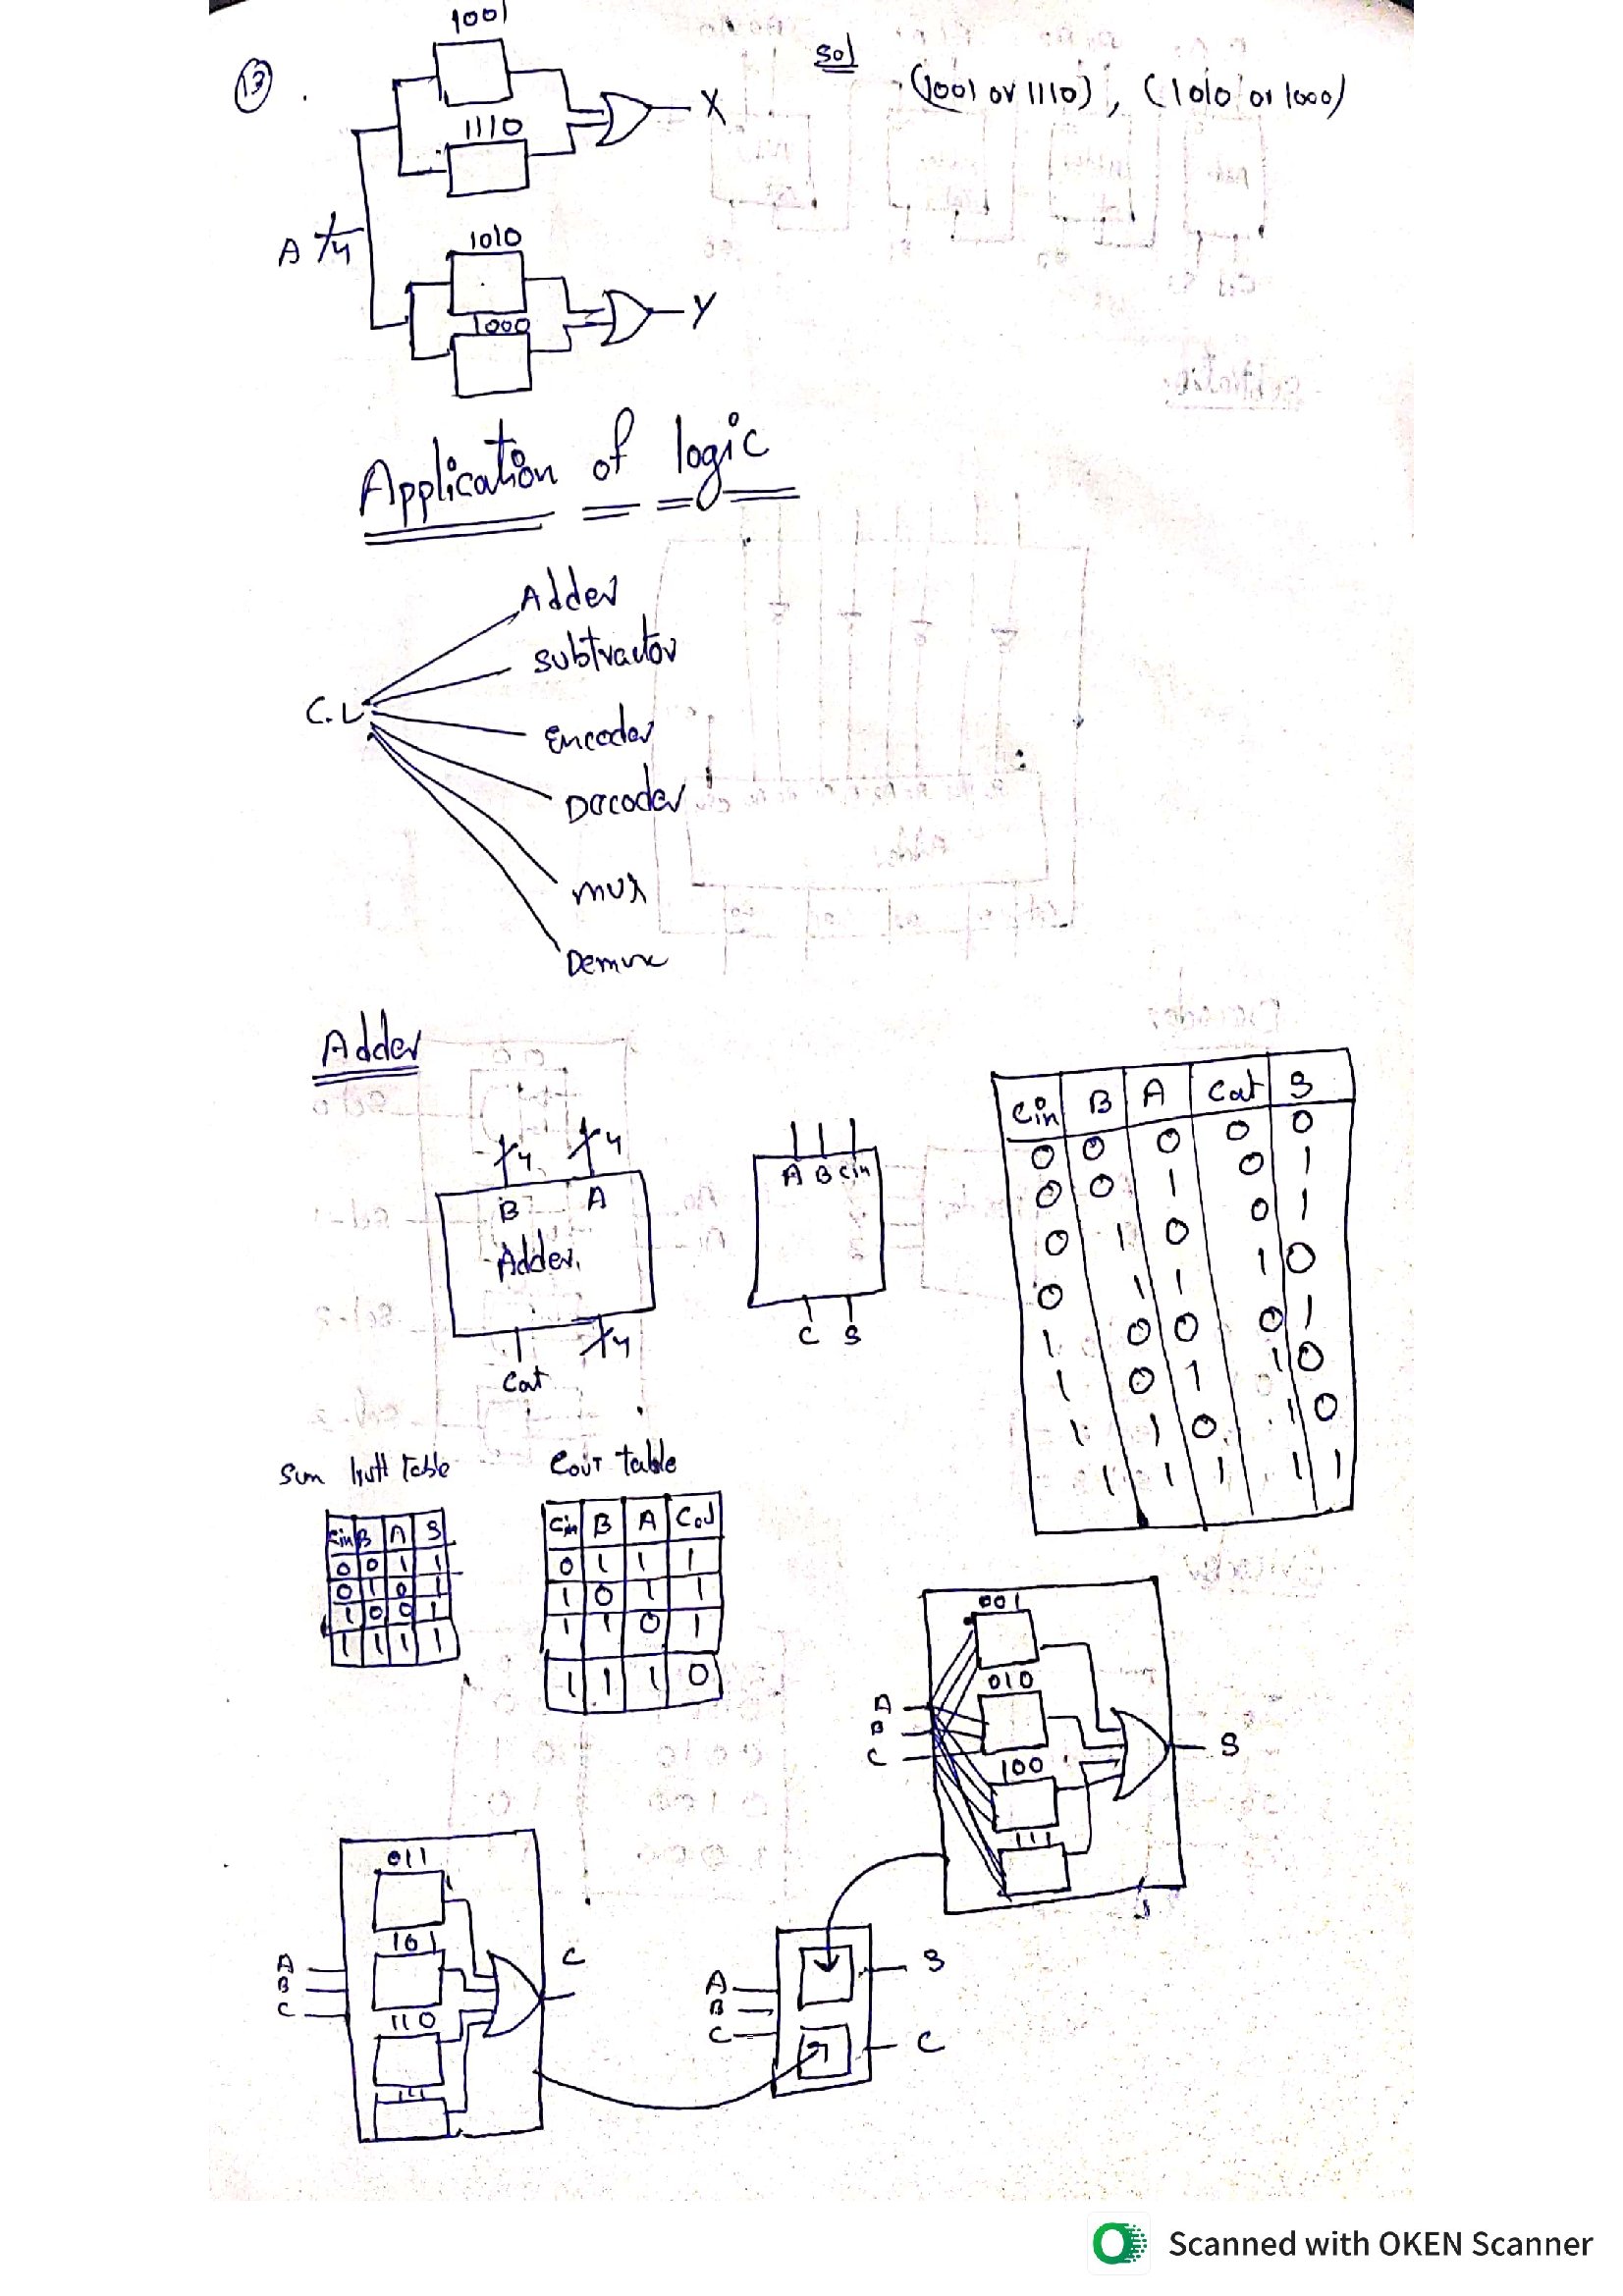 1001
(13)
sol
(1001 or 1110), (1010 or 1000)
X
1110
A 4
1010
Y
1000
Application of logic
Adder
subtractor
C.L
Encoder
Decoder
mux
Demux
Adder
4 4
B A
Adder
4
Cout
A B Cin
C S
Cin B A Cout S
0 0 0 0 0
0 0 1 0 1
0 1 0 0 1
0 1 1 1 0
1 0 0 0 1
1 0 1 1 0
1 1 0 1 0
1 1 1 1 1
Sum truth table
Cin B A S
0 0 1 1
0 1 0 1
1 0 0 1
1 1 1 1
Cout table
Cin B A Cout
0 1 1 1
1 0 1 1
1 1 0 1
1 1 1 0
001
010
A
B
C
100
S
111
011
101
A
B
C
C
110
111
A
B
C
S
C
Scanned with OKEN Scanner